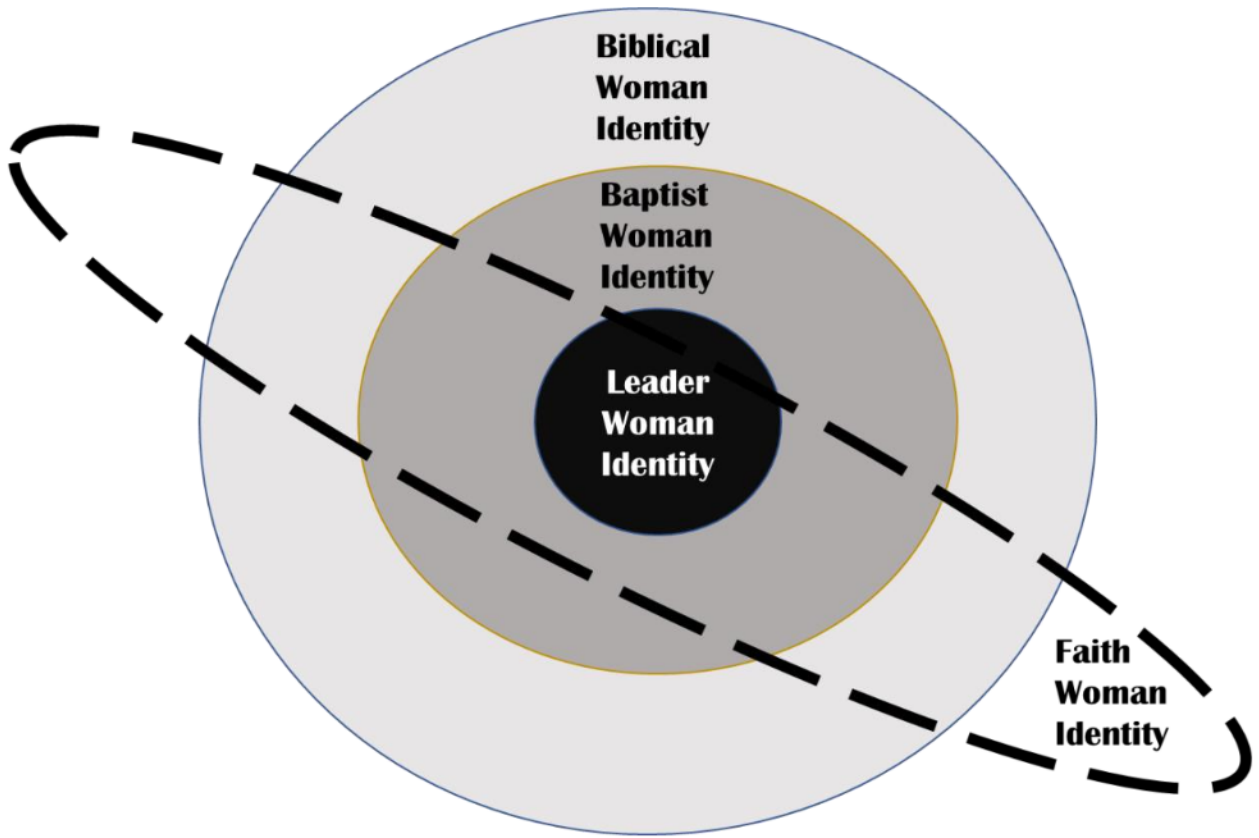 Biblical
Woman
Identity
Baptist
Woman
Identity
Leader
Woman
Identity
Faith
Woman
Identity